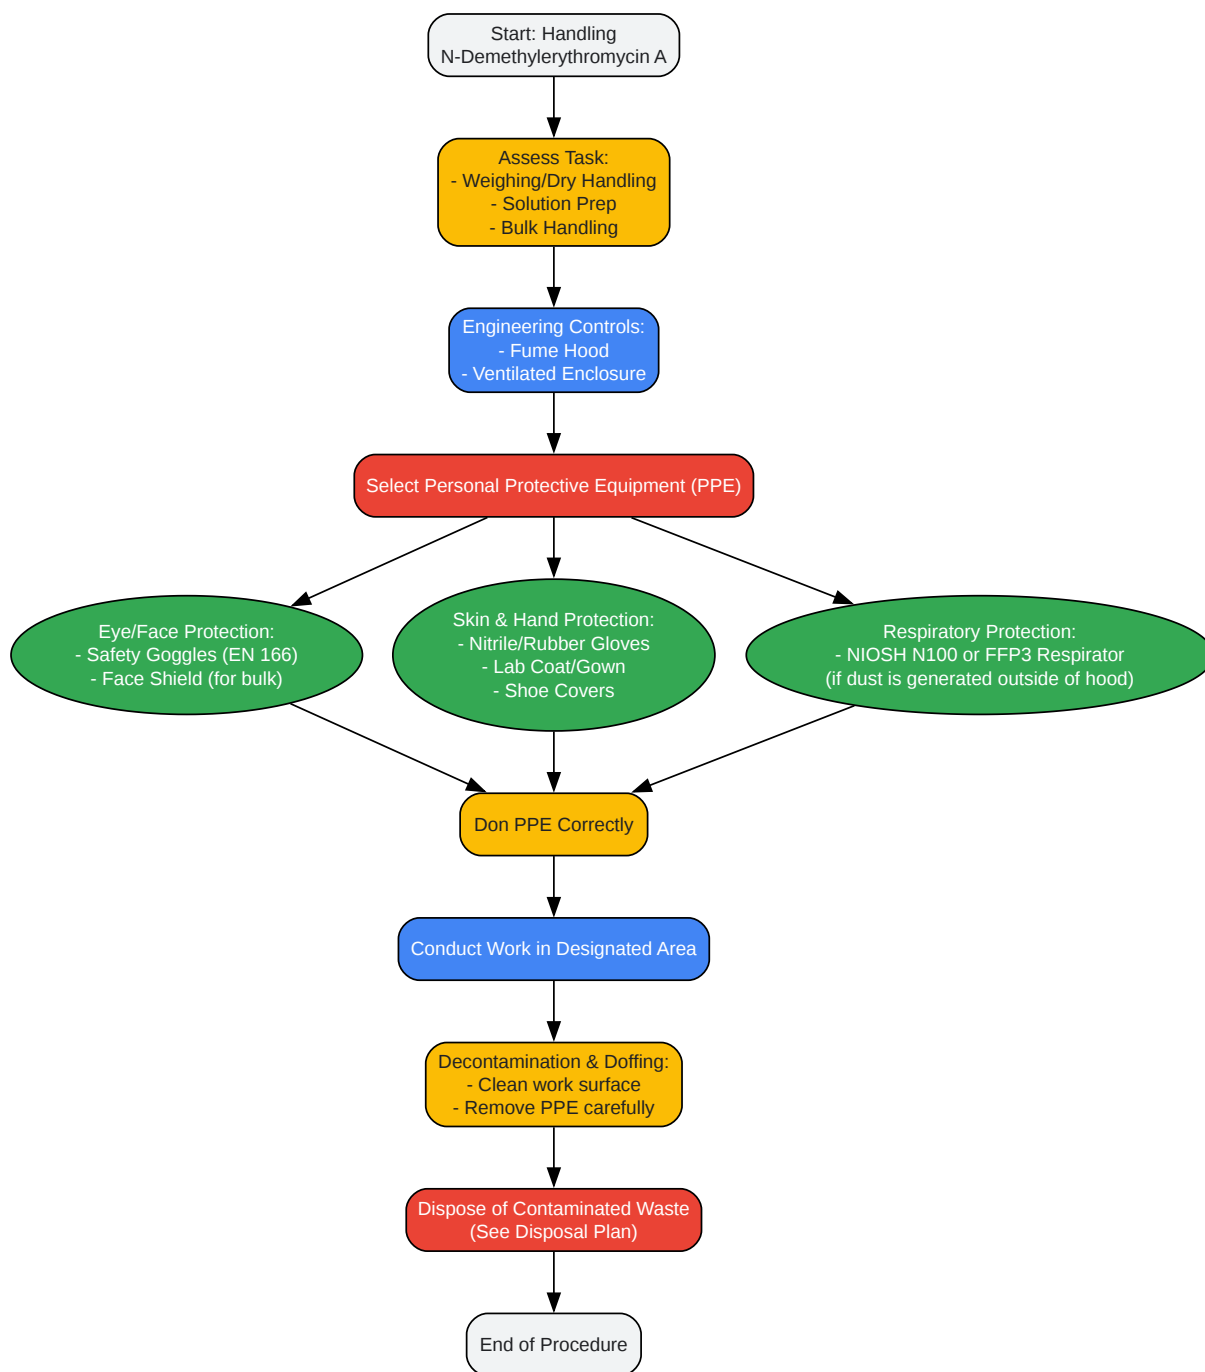 Start: Handling
N-Demethylerythromycin A
Assess Task:
- Weighing/Dry Handling
- Solution Prep
- Bulk Handling
Engineering Controls:
- Fume Hood
- Ventilated Enclosure
Select Personal Protective Equipment (PPE)
Eye/Face Protection:
- Safety Goggles (EN 166)
- Face Shield (for bulk)
Skin & Hand Protection:
- Nitrile/Rubber Gloves
- Lab Coat/Gown
- Shoe Covers
Respiratory Protection:
- NIOSH N100 or FFP3 Respirator
(if dust is generated outside of hood)
Don PPE Correctly
Conduct Work in Designated Area
Decontamination & Doffing:
- Clean work surface
- Remove PPE carefully
Dispose of Contaminated Waste
(See Disposal Plan)
End of Procedure